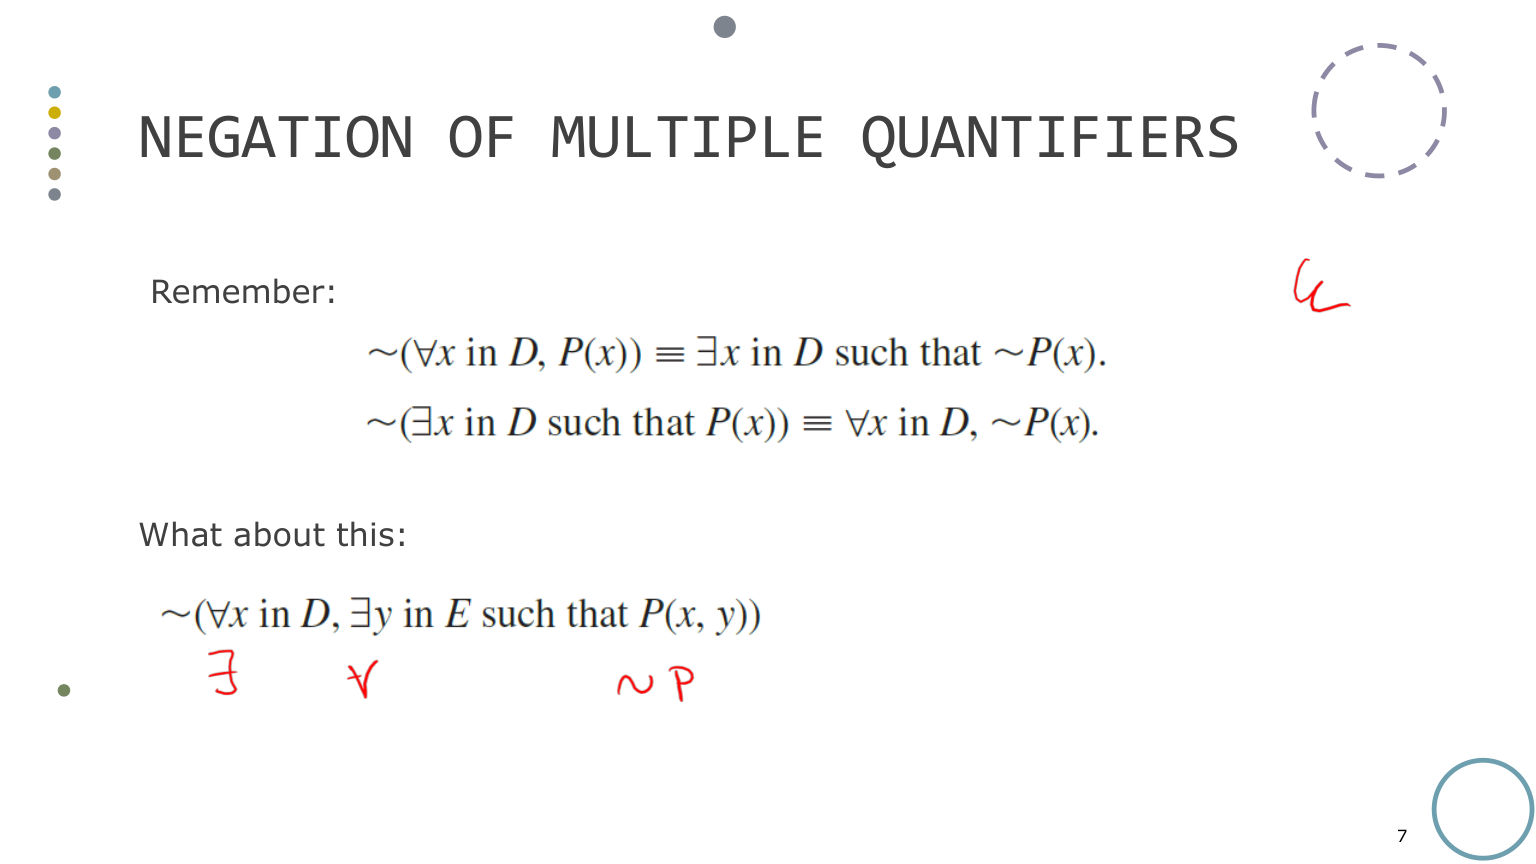 NEGATION OF MULTIPLE QUANTIFIERS
Remember:
~(∀x in D, P(x)) ≡ ∃x in D such that ~P(x).
~(∃x in D such that P(x)) ≡ ∀x in D, ~P(x).
What about this:
~(∀x in D, ∃y in E such that P(x, y))
∃ ∀ ~P
7